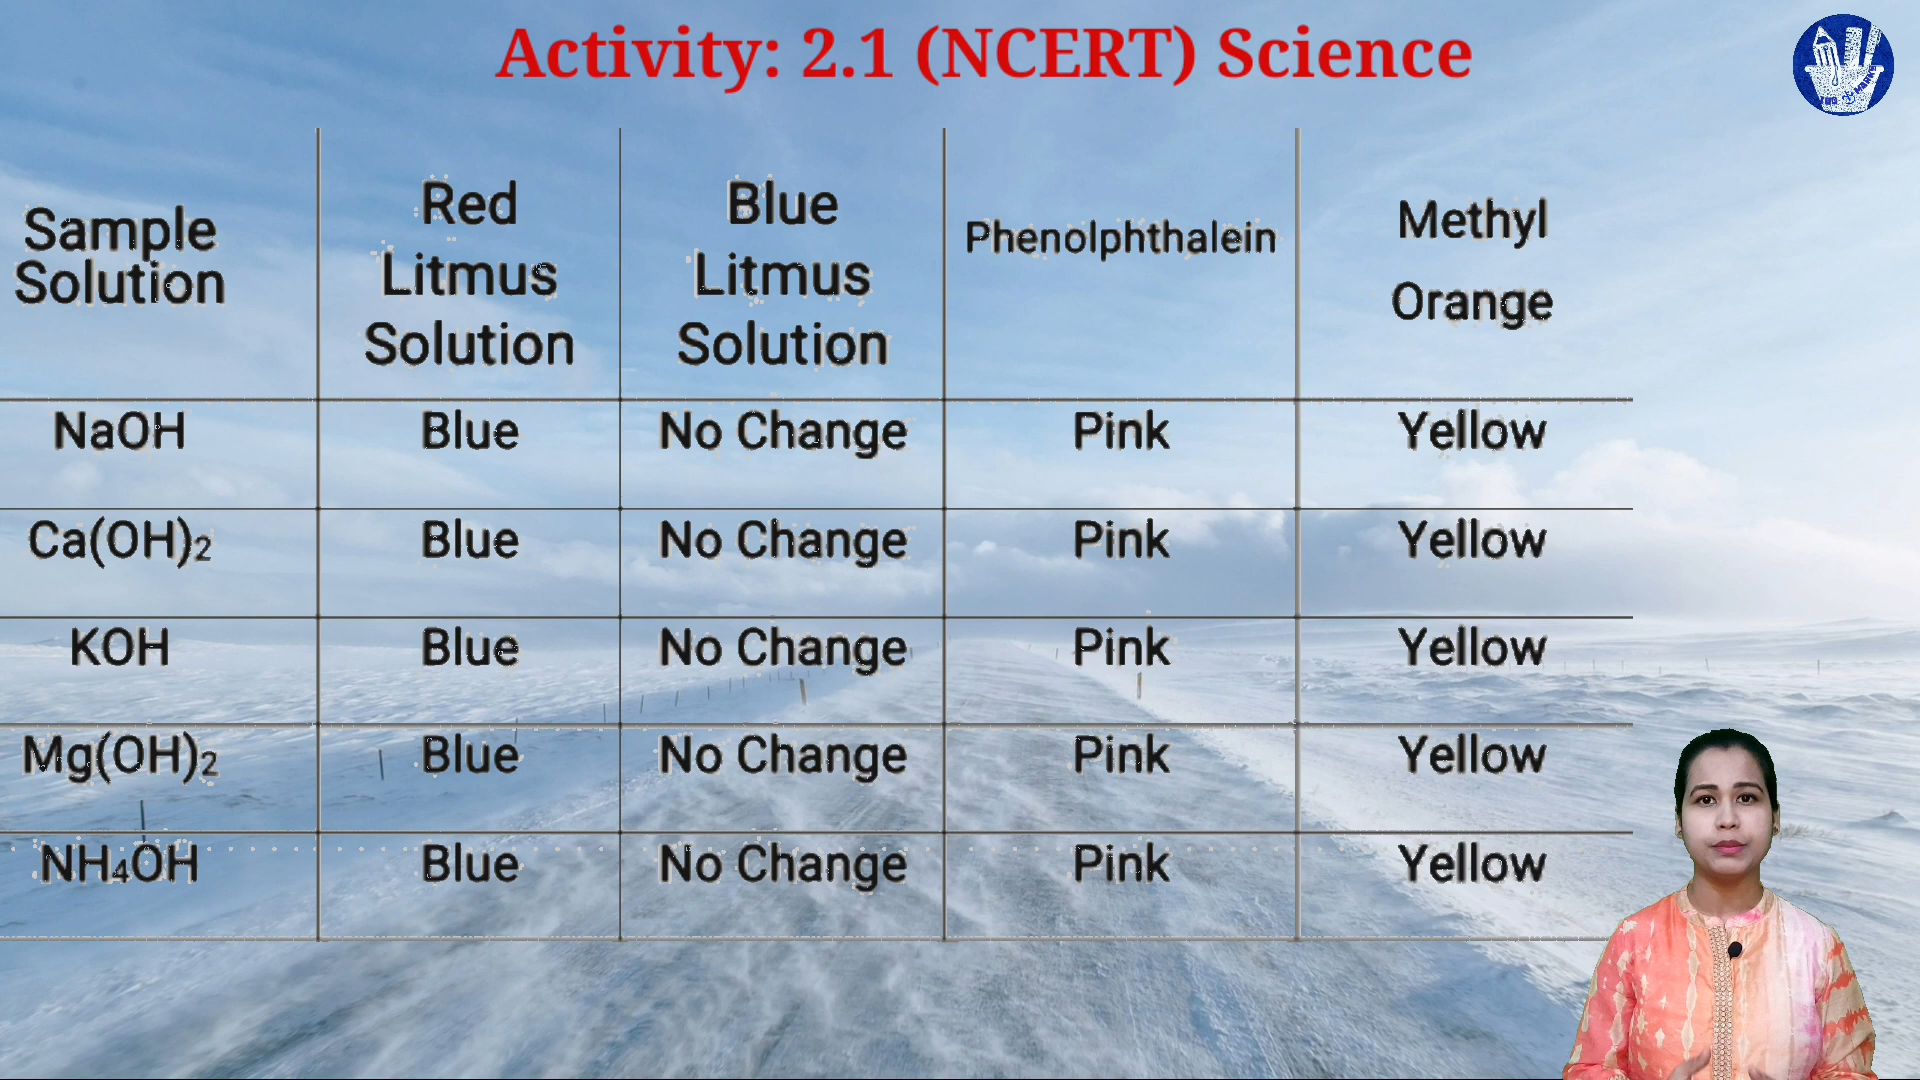 Activity: 2.1 (NCERT) Science
Sample
Solution
Red
Litmus
Solution
Blue
Litmus
Solution
Phenolphthalein
Methyl
Orange
NaOH Blue No Change Pink Yellow
Ca(OH)₂ Blue No Change Pink Yellow
KOH Blue No Change Pink Yellow
Mg(OH)₂ Blue No Change Pink Yellow
NH₄OH Blue No Change Pink Yellow